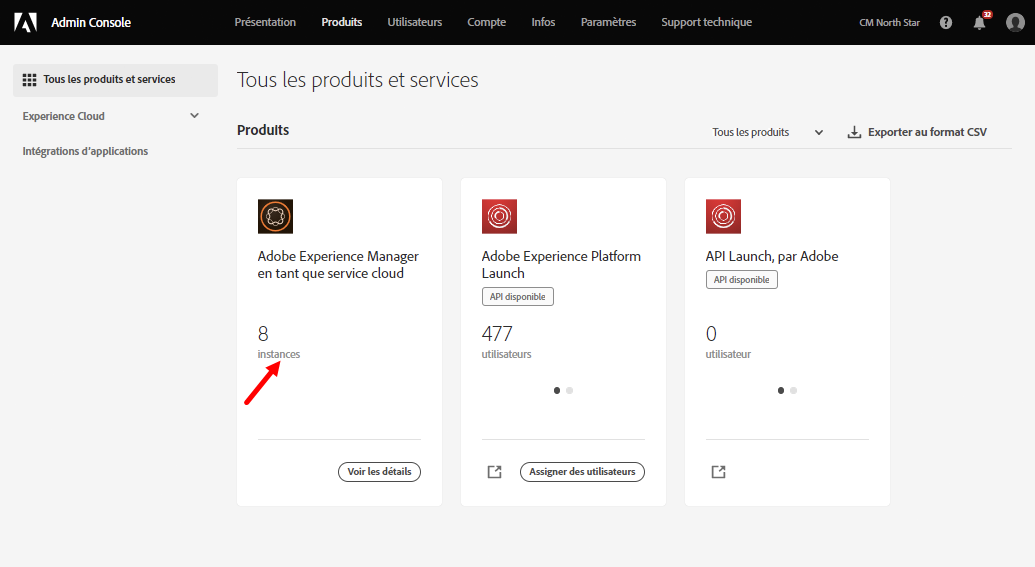 Admin Console
Présentation
Produits
Utilisateurs
Compte
Infos
Paramètres
Support technique
CM North Star
?
32
Tous les produits et services
Experience Cloud
Intégrations d'applications
Tous les produits et services
Produits
Tous les produits
Exporter au format CSV
Adobe Experience Manager
en tant que service cloud
8
instances
Voir les détails
Adobe Experience Platform
Launch
API disponible
477
utilisateurs
Assigner des utilisateurs
API Launch, par Adobe
API disponible
0
utilisateur